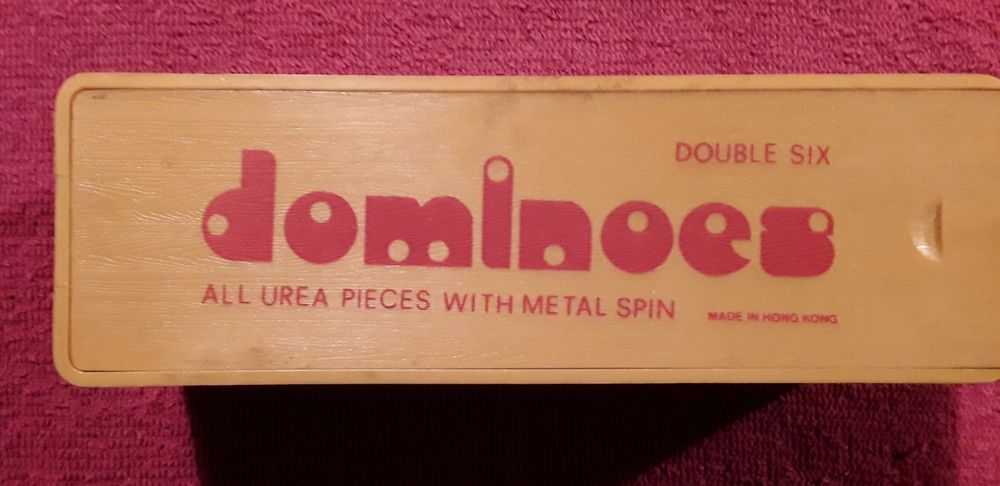 DOUBLE SIX
dominoes
ALL UREA PIECES WITH METAL SPIN
MADE IN HONG KONG